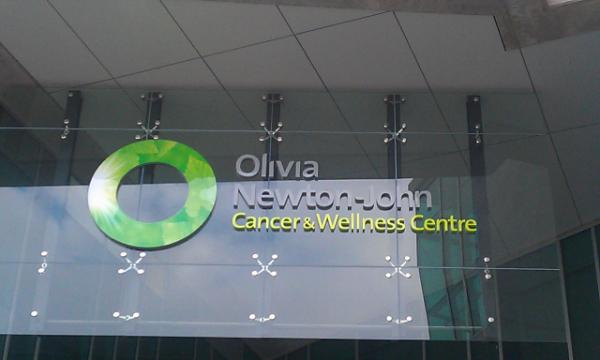 Olivia
Newton-John
Cancer & Wellness Centre